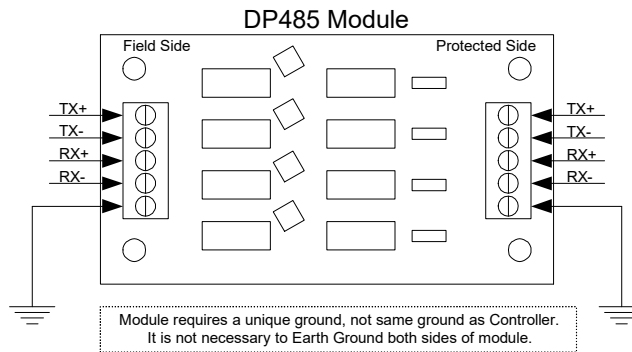 DP485 Module
Field Side
Protected Side
TX+
TX-
RX+
RX-
TX+
TX-
RX+
RX-
Module requires a unique ground, not same ground as Controller.
It is not necessary to Earth Ground both sides of module.